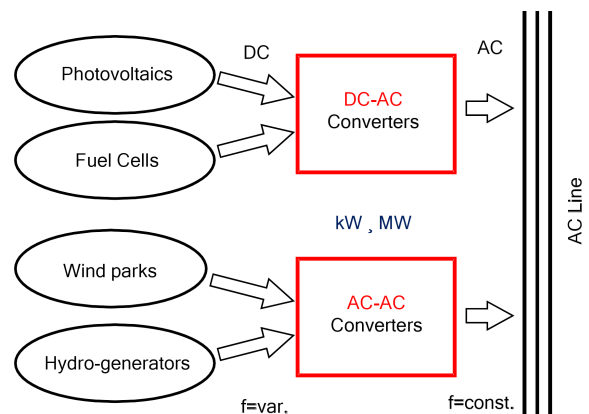 Photovoltaics
Fuel Cells
DC
DC-AC
Converters
AC
kW ¸ MW
Wind parks
Hydro-generators
AC-AC
Converters
f=var.
f=const.
AC Line